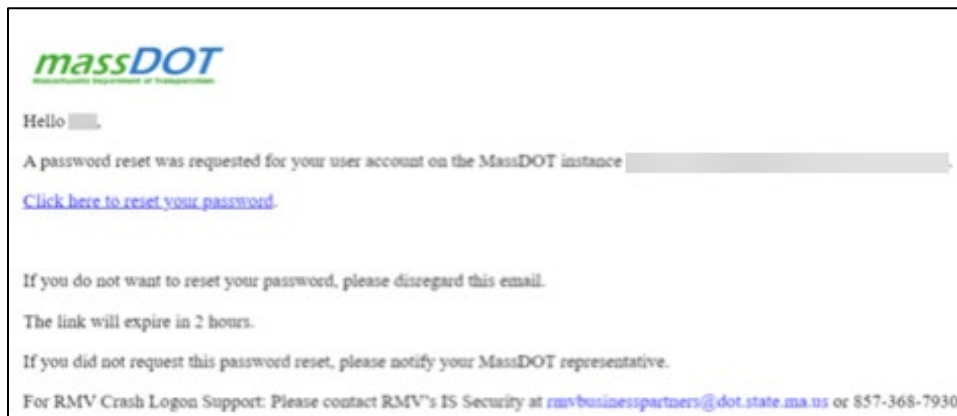 massDOT
Massachusetts Department of Transportation
Hello ,
A password reset was requested for your user account on the MassDOT instance .
Click here to reset your password.
If you do not want to reset your password, please disregard this email.
The link will expire in 2 hours.
If you did not request this password reset, please notify your MassDOT representative.
For RMV Crash Logon Support: Please contact RMV's IS Security at rmvbusinesspartners@dot.state.ma.us or 857-368-7930